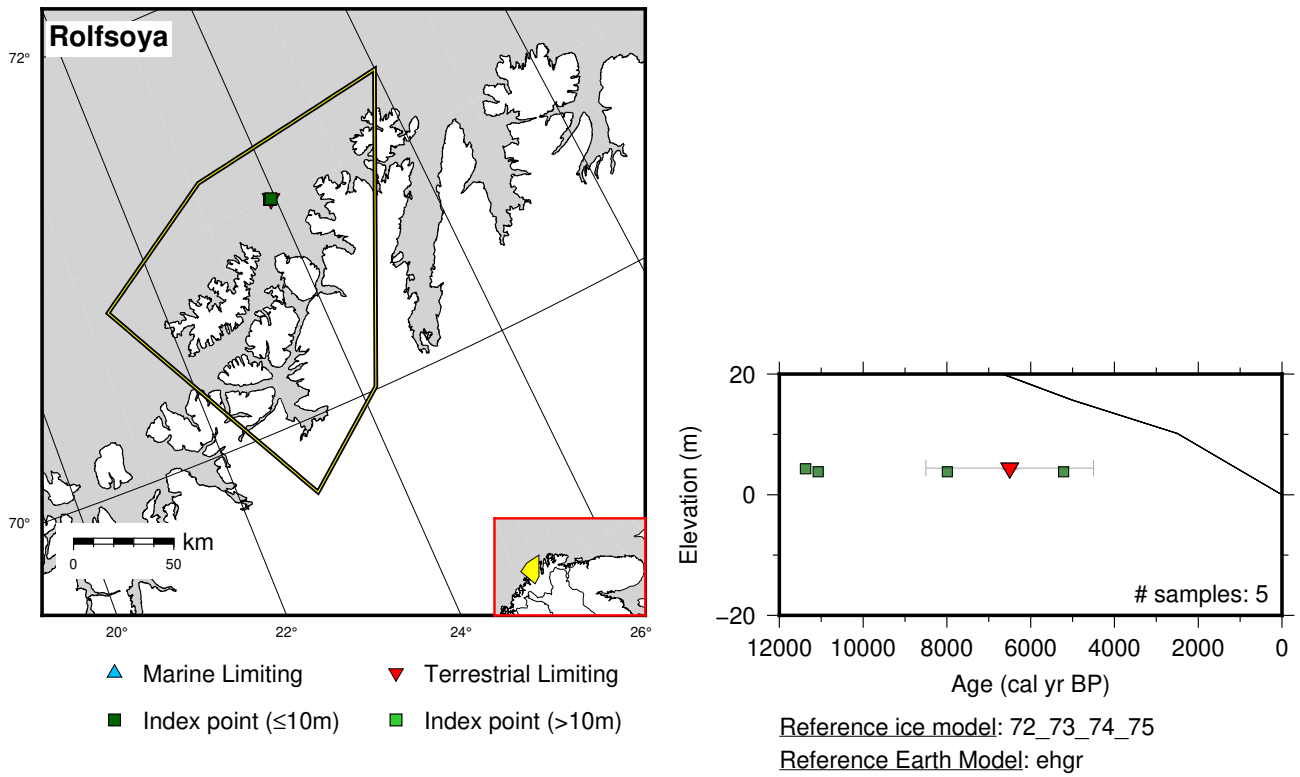 Rolfsoya
72°
70°
km
0 50
20° 22° 24° 26°
Marine Limiting
Terrestrial Limiting
Index point (≤10m)
Index point (>10m)
20
0
−20
Elevation (m)
# samples: 5
12000 10000 8000 6000 4000 2000 0
Age (cal yr BP)
Reference ice model: 72_73_74_75
Reference Earth Model: ehgr